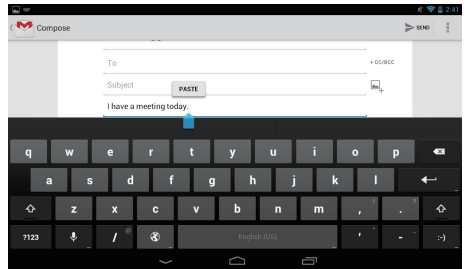 2:41
Compose
SEND
To
+ CC/BCC
Subject
PASTE
I have a meeting today.
q w e r t y u i o p
a s d f g h j k l
z x c v b n m , ! . ?
?123 / @ English (US) ' " - _ :-)